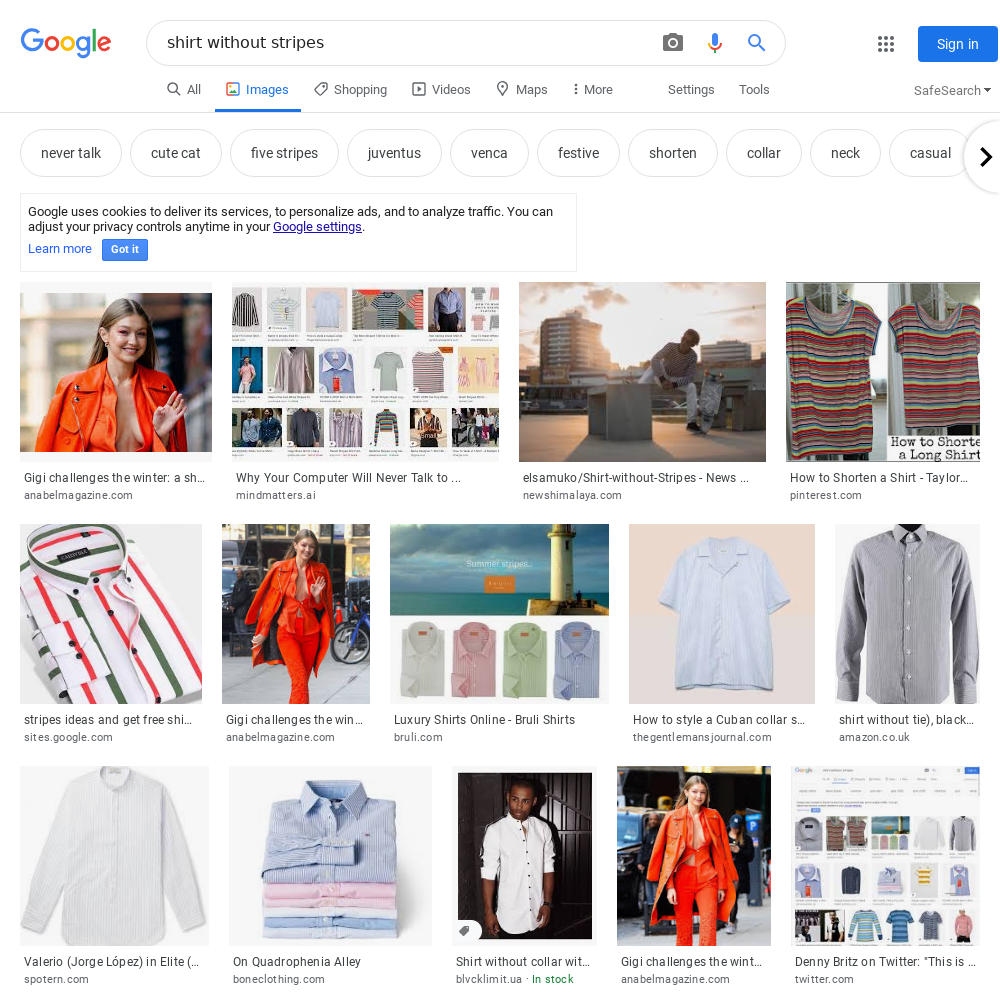 Google
shirt without stripes
Sign in
All
Images
Shopping
Videos
Maps
More
Settings
Tools
SafeSearch
never talk
cute cat
five stripes
juventus
venca
festive
shorten
collar
neck
casual
Google uses cookies to deliver its services, to personalize ads, and to analyze traffic. You can
adjust your privacy controls anytime in your Google settings.
Learn more
Got it
How to Shorte
a Long Shirt
Gigi challenges the winter: a sh...
anabelmagazine.com
Why Your Computer Will Never Talk to ...
mindmatters.ai
elsamuko/Shirt-without-Stripes - News ...
newshimalaya.com
How to Shorten a Shirt - Taylor...
pinterest.com
Summer stripes..
stripes ideas and get free shi...
sites.google.com
Gigi challenges the win...
anabelmagazine.com
Luxury Shirts Online - Bruli Shirts
bruli.com
How to style a Cuban collar s...
thegentlemansjournal.com
shirt without tie), black...
amazon.co.uk
Valerio (Jorge López) in Elite (...
spotern.com
On Quadrophenia Alley
boneclothing.com
Shirt without collar wit...
blvcklimit.ua · In stock
Gigi challenges the wint...
anabelmagazine.com
Denny Britz on Twitter: "This is ...
twitter.com